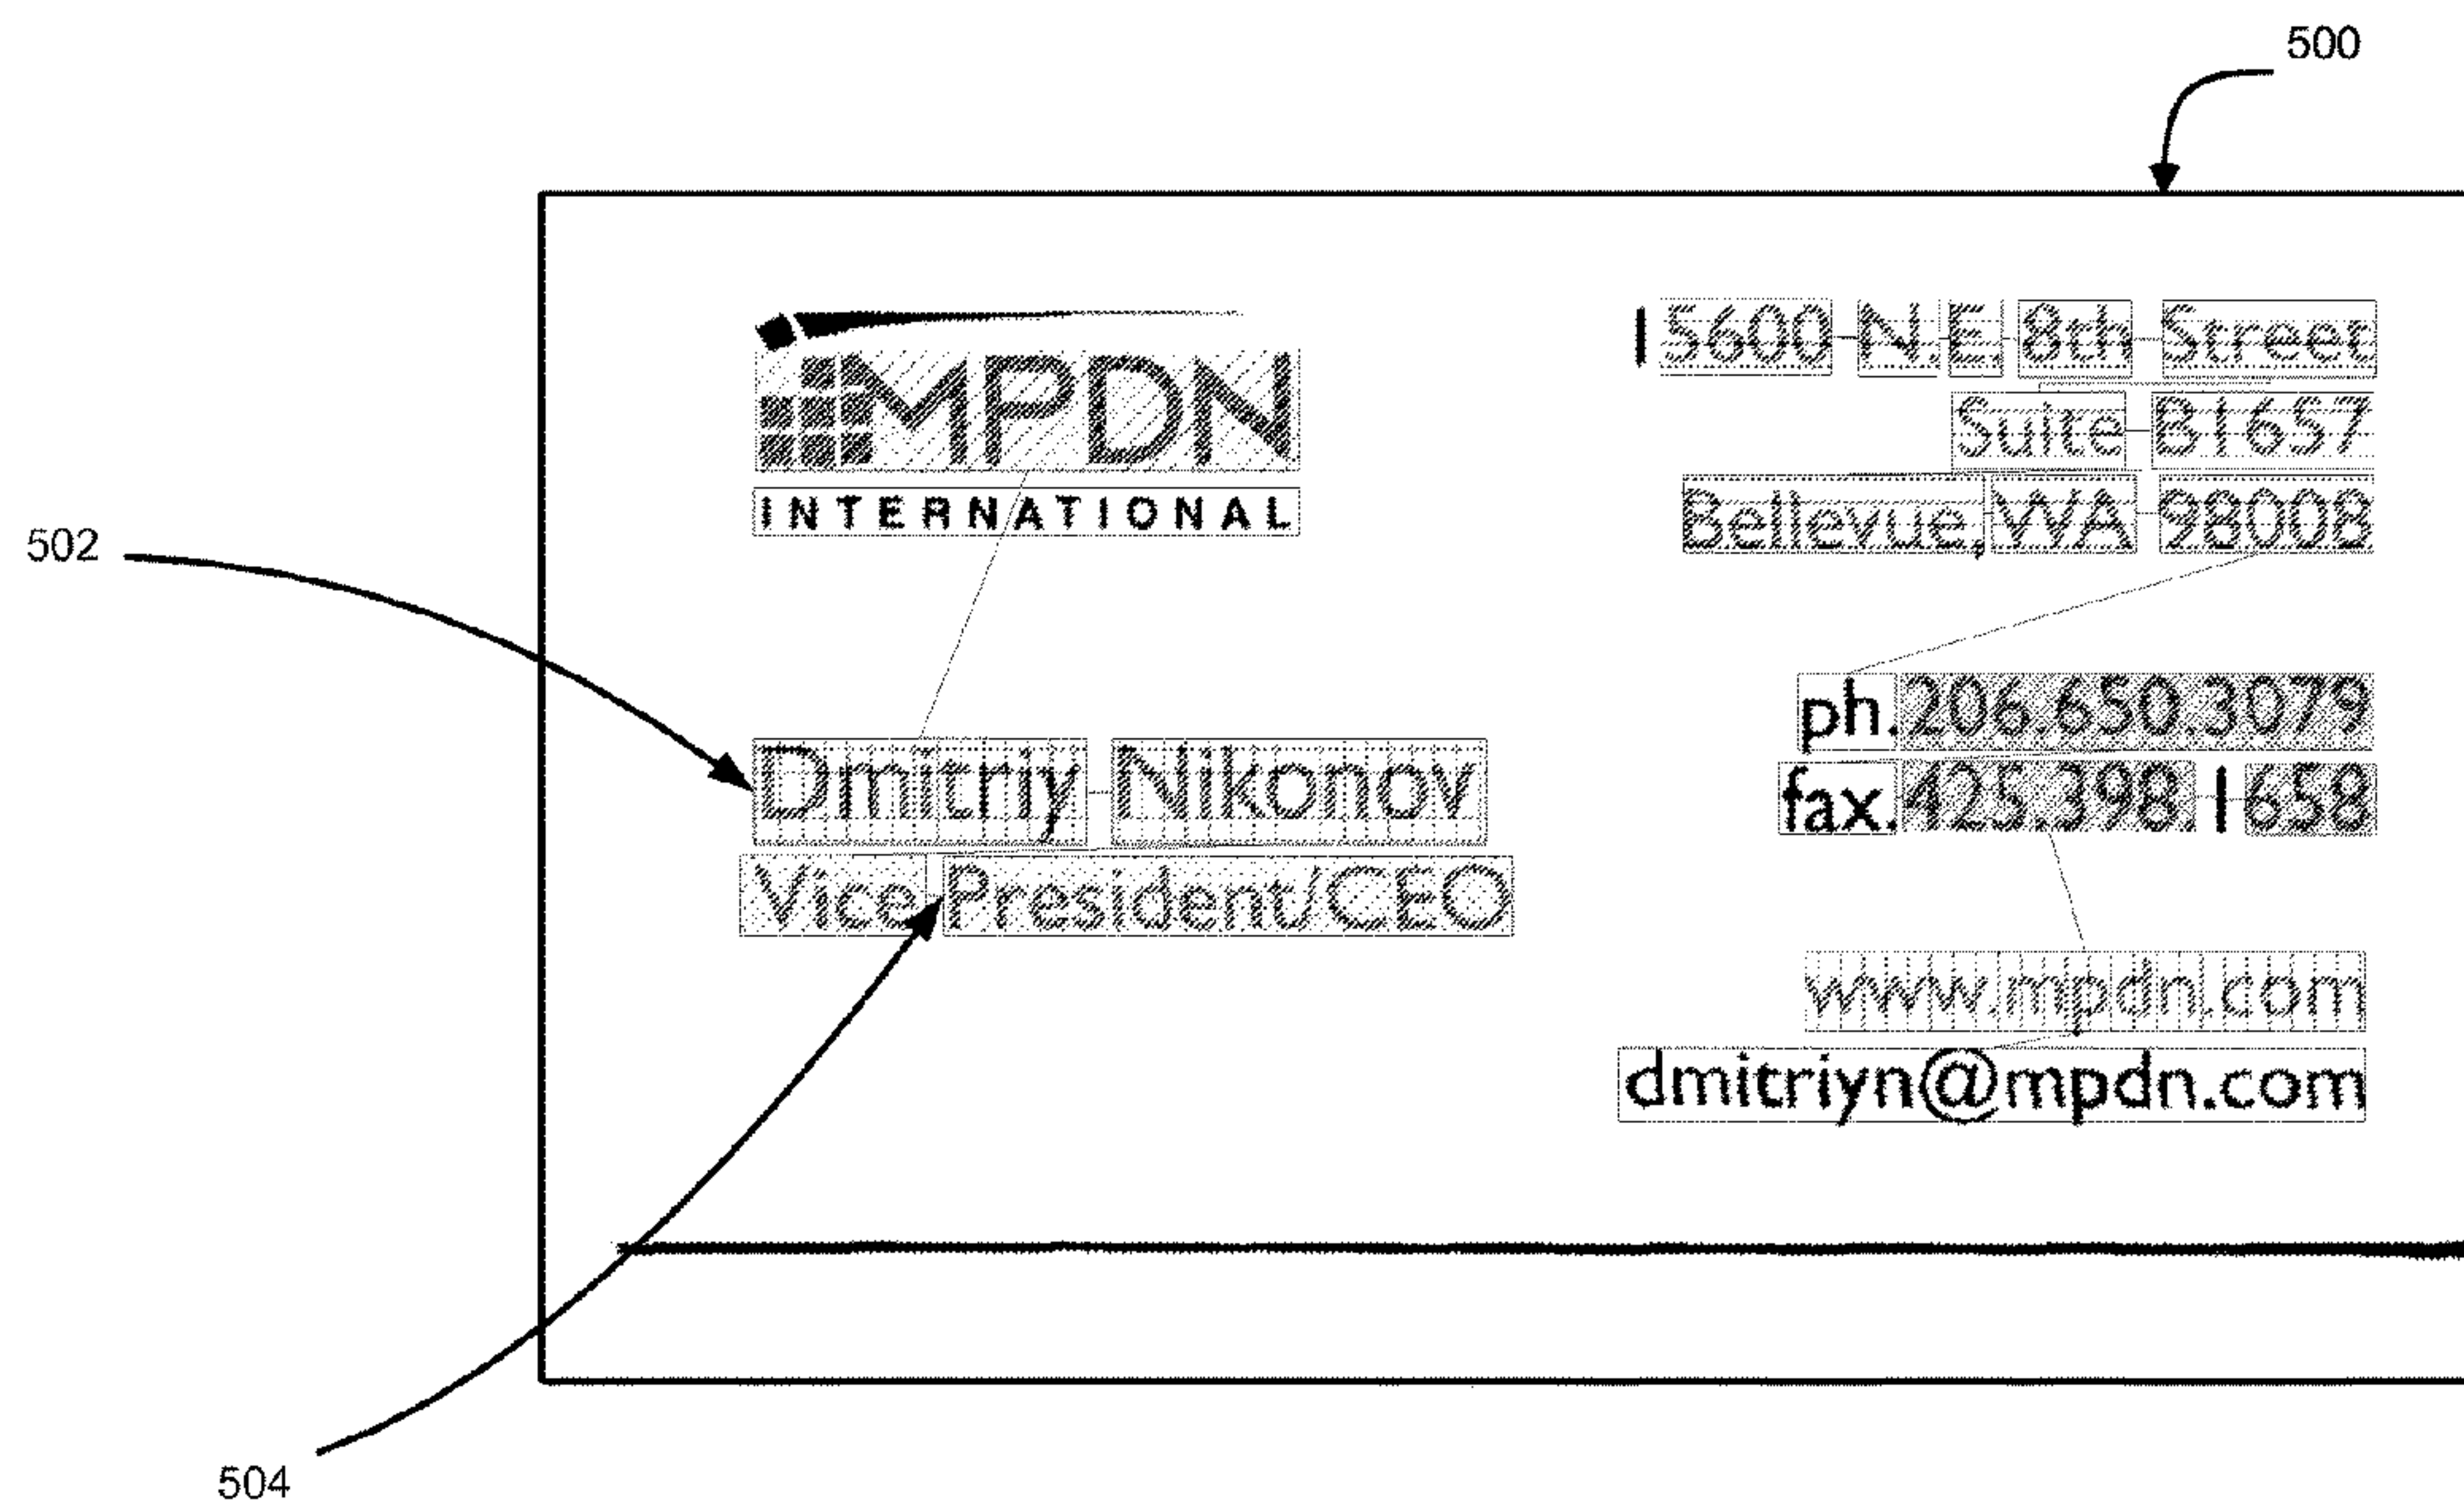 500
MPDN
INTERNATIONAL
15600 N.E. 8th Street
Suite B1657
Bellevue, WA 98008
502
Dmitriy Nikonov
Vice President/CEO
ph. 206.650.3079
fax. 425.398.1658
www.mpdn.com
dmitriyn@mpdn.com
504